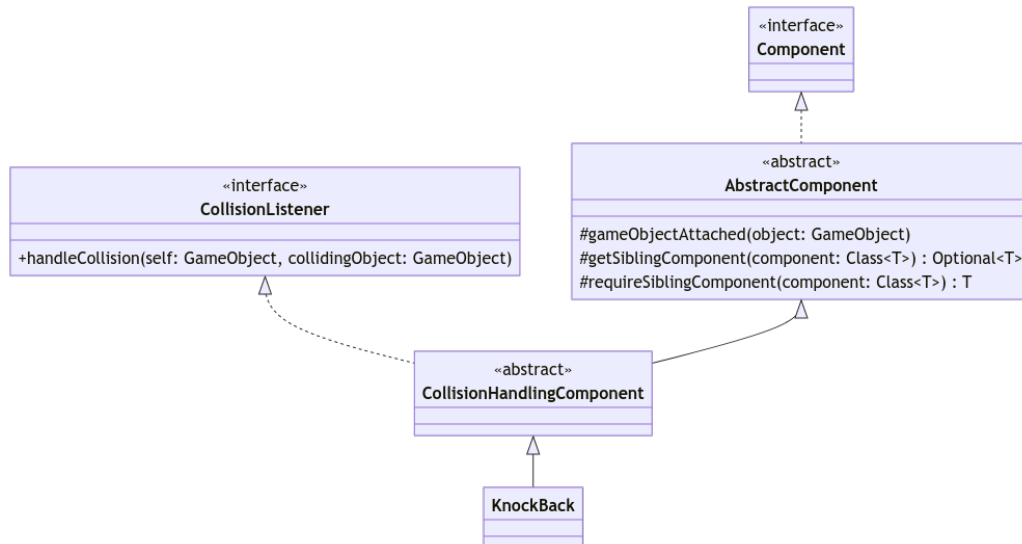 «interface»
Component
«abstract»
AbstractComponent
#gameObjectAttached(object: GameObject)
#getSiblingComponent(component: Class<T>) : Optional<T>
#requireSiblingComponent(component: Class<T>) : T
«interface»
CollisionListener
+handleCollision(self: GameObject, collidingObject: GameObject)
«abstract»
CollisionHandlingComponent
KnockBack